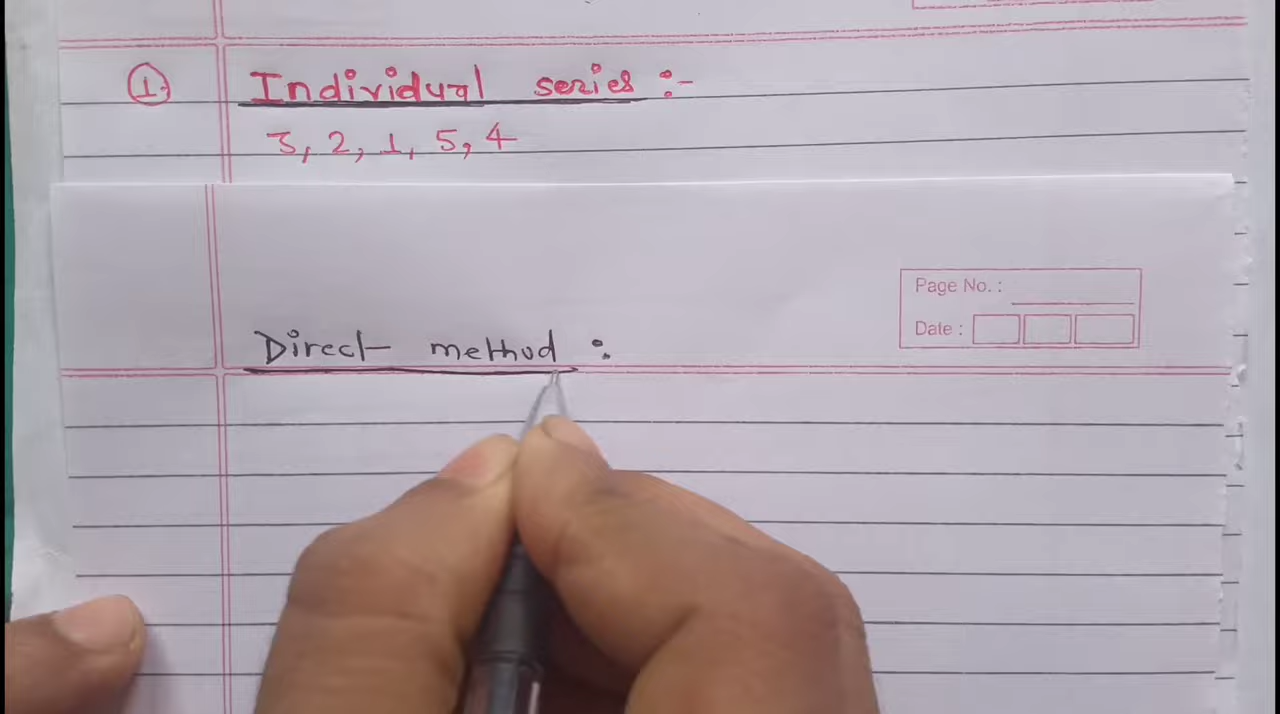 1. Individual series :-
3, 2, 1, 5, 4
Page No. :
Date :
Direct method :